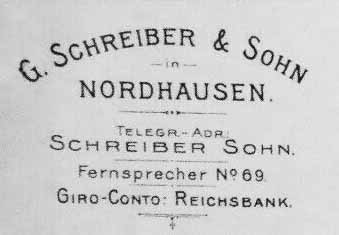 G. SCHREIBER & SOHN
in
NORDHAUSEN.
TELEGR.-ADR.:
SCHREIBER SOHN.
Fernsprecher No 69.
GIRO-CONTO: REICHSBANK.